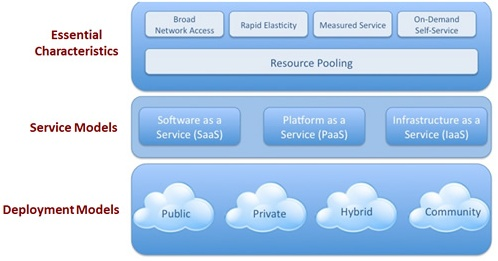 Essential
Characteristics
Broad
Network Access
Rapid Elasticity
Measured Service
On-Demand
Self-Service
Resource Pooling
Service Models
Software as a
Service (SaaS)
Platform as a
Service (PaaS)
Infrastructure as a
Service (IaaS)
Deployment Models
Public
Private
Hybrid
Community